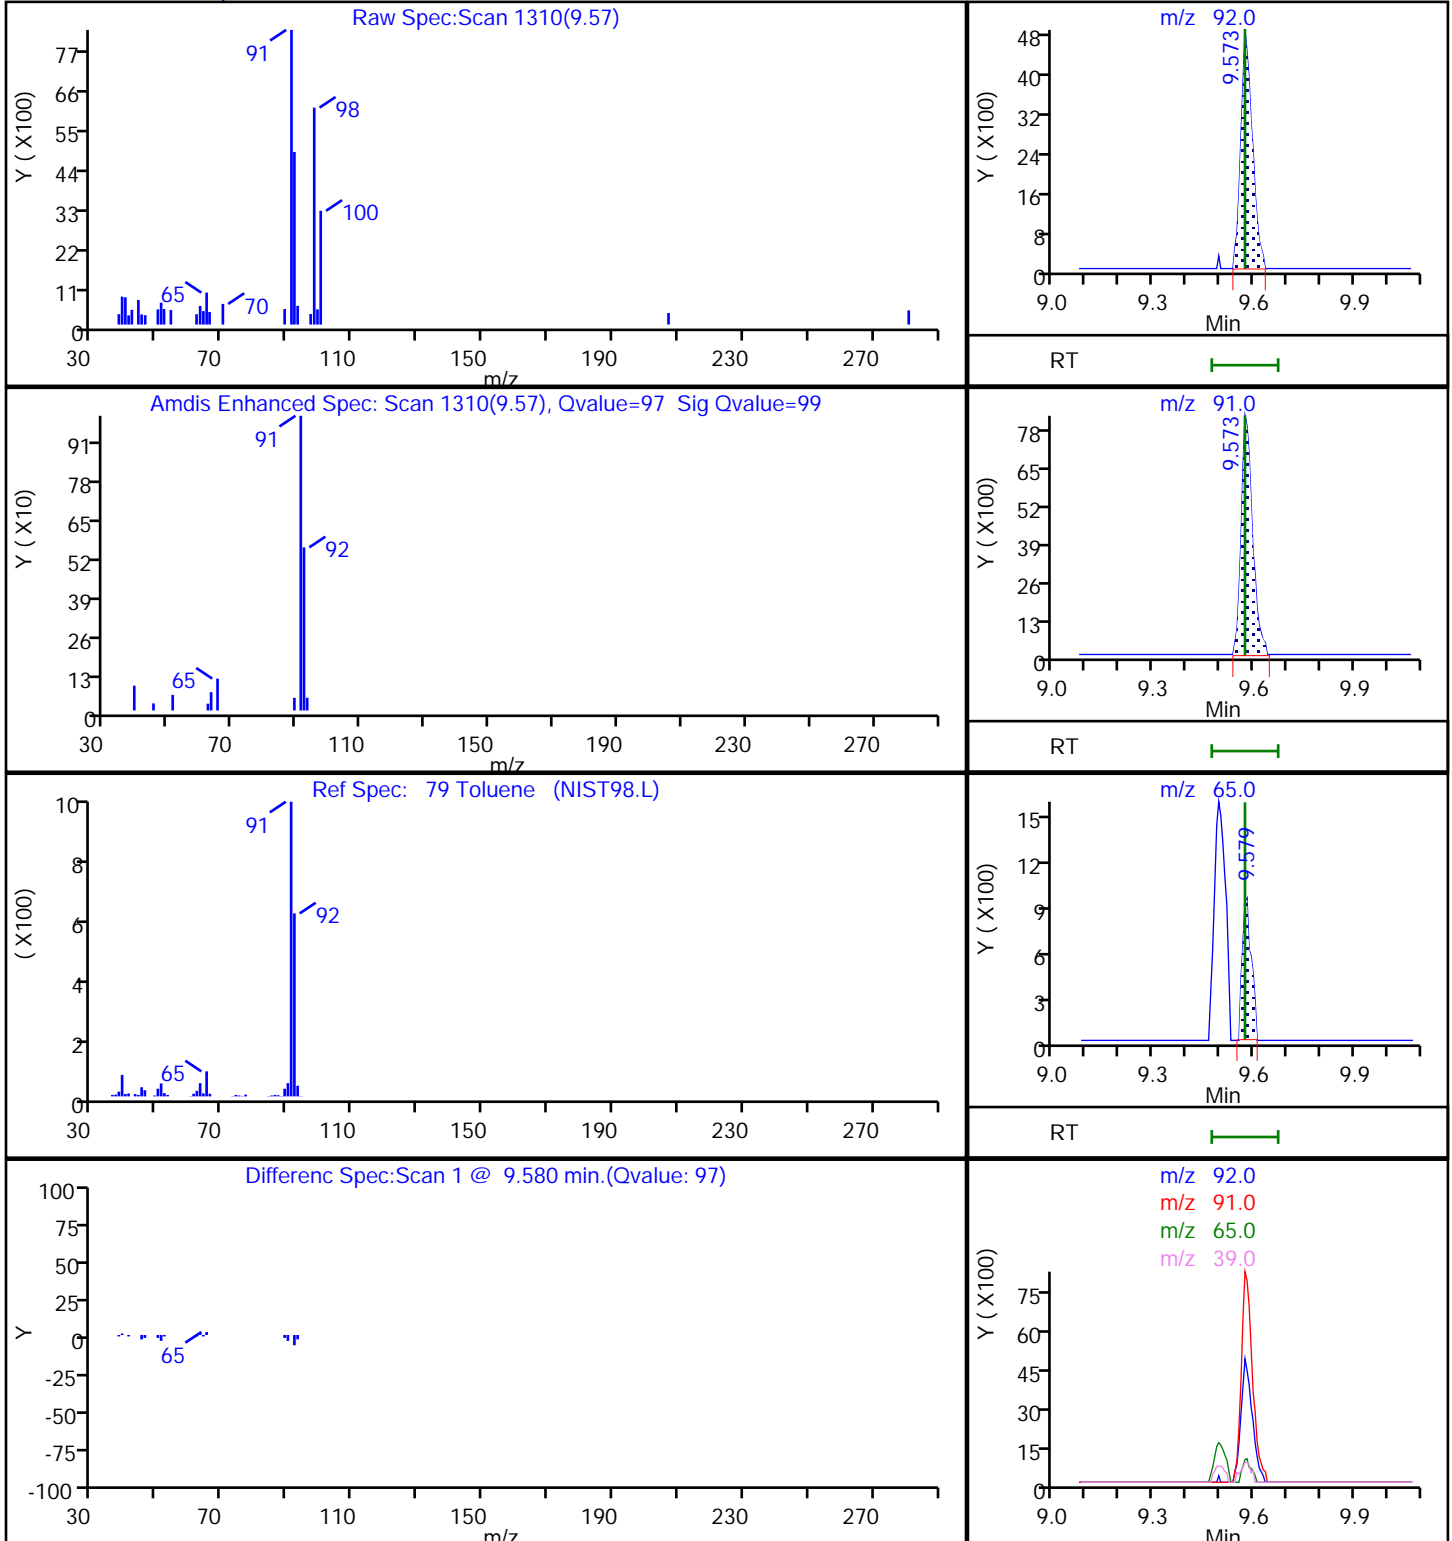 Raw Spec:Scan 1310(9.57)
Y ( X100)
77
66
55
44
33
22
11
0
91
98
100
65
70
30 70 110 150 190 230 270
m/z
m/z 92.0
Y ( X100)
48
40
32
24
16
8
0
9.573
9.0 9.3 9.6 9.9
Min
RT
Amdis Enhanced Spec: Scan 1310(9.57), Qvalue=97 Sig Qvalue=99
Y ( X10)
91
78
65
52
39
26
13
0
91
92
65
30 70 110 150 190 230 270
m/z
m/z 91.0
Y ( X100)
78
65
52
39
26
13
0
9.573
9.0 9.3 9.6 9.9
Min
RT
Ref Spec: 79 Toluene (NIST98.L)
( X100)
10
8
6
4
2
0
91
92
65
30 70 110 150 190 230 270
m/z 65.0
Y ( X100)
15
12
9
6
3
0
9.579
9.0 9.3 9.6 9.9
Min
RT
Differenc Spec:Scan 1 @ 9.580 min.(Qvalue: 97)
Y
100
75
50
25
0
-25
-50
-75
-100
65
30 70 110 150 190 230 270
m/z
m/z 92.0
m/z 91.0
m/z 65.0
m/z 39.0
Y ( X100)
75
60
45
30
15
0
9.0 9.3 9.6 9.9
Min